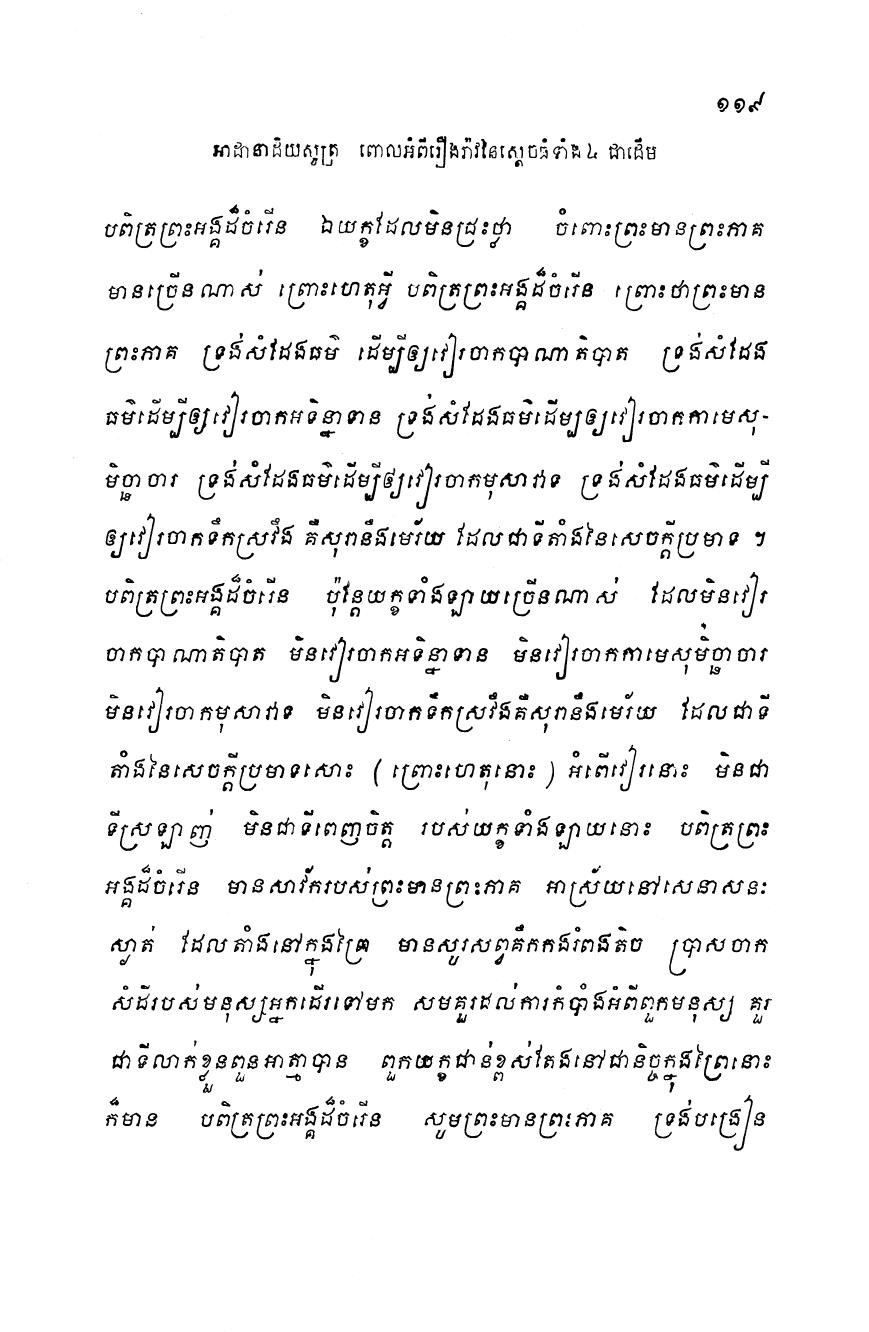 ១១៩
អាដានាដិយសូត្រ ពោលអំពីរឿងរ៉ាវនៃស្តេចធំទាំង ៤ ជាដើម
បពិត្រព្រះអង្គដ៏ចំរើន ឯយក្ខដែលមិនជ្រះថ្លា ចំពោះព្រះមានព្រះភាគ
មានច្រើនណាស់ ព្រោះហេតុអ្វី បពិត្រព្រះអង្គដ៏ចំរើន ព្រោះថាព្រះមាន
ព្រះភាគ ទ្រង់សំដែងធម៌ ដើម្បីឲ្យវៀរចាកបាណាតិបាត ទ្រង់សំដែង
ធម៌ដើម្បីឲ្យវៀរចាកអទិន្នាទាន ទ្រង់សំដែងធម៌ដើម្បឲ្យវៀរចាកកាមេសុ-
មិច្ឆាចារ ទ្រង់សំដែងធម៌ដើម្បីឲ្យវៀរចាកមុសាវាទ ទ្រង់សំដែងធម៌ដើម្បី
ឲ្យវៀរចាកទឹកស្រវឹង គឺសុរានឹងមេរ័យ ដែលជាទីតាំងនៃសេចក្តីប្រមាទ ។
បពិត្រព្រះអង្គដ៏ចំរើន ប៉ុន្តែយក្ខទាំងឡាយច្រើនណាស់ ដែលមិនវៀរ
ចាកបាណាតិបាត មិនវៀរចាកអទិន្នាទាន មិនវៀរចាកកាមេសុមិច្ឆាចារ
មិនវៀរចាកមុសាវាទ មិនវៀរចាកទឹកស្រវឹងគឺសុរានឹងមេរ័យ ដែលជាទី
តាំងនៃសេចក្តីប្រមាទសោះ ( ព្រោះហេតុនោះ ) អំពើវៀរនោះ មិនជា
ទីស្រឡាញ់ មិនជាទីពេញចិត្ត របស់យក្ខទាំងឡាយនោះ បពិត្រព្រះ
អង្គដ៏ចំរើន មានសាវ័ករបស់ព្រះមានព្រះភាគ អាស្រ័យនៅសេនាសនៈ
ស្ងាត់ ដែលតាំងនៅក្នុងព្រៃ មានសូរសព្ទគឹកកងរំពងតិច ប្រាសចាក
សំដីរបស់មនុស្សអ្នកដើរទៅមក សមគួរដល់ការកំបាំងអំពីពួកមនុស្ស គួរ
ជាទីលាក់ខ្លួនពួនអាត្មាបាន ពួកយក្ខជាន់ខ្ពស់តែងនៅជានិច្ចក្នុងព្រៃនោះ
ក៏មាន បពិត្រព្រះអង្គដ៏ចំរើន សូមព្រះមានព្រះភាគ ទ្រង់បង្រៀន